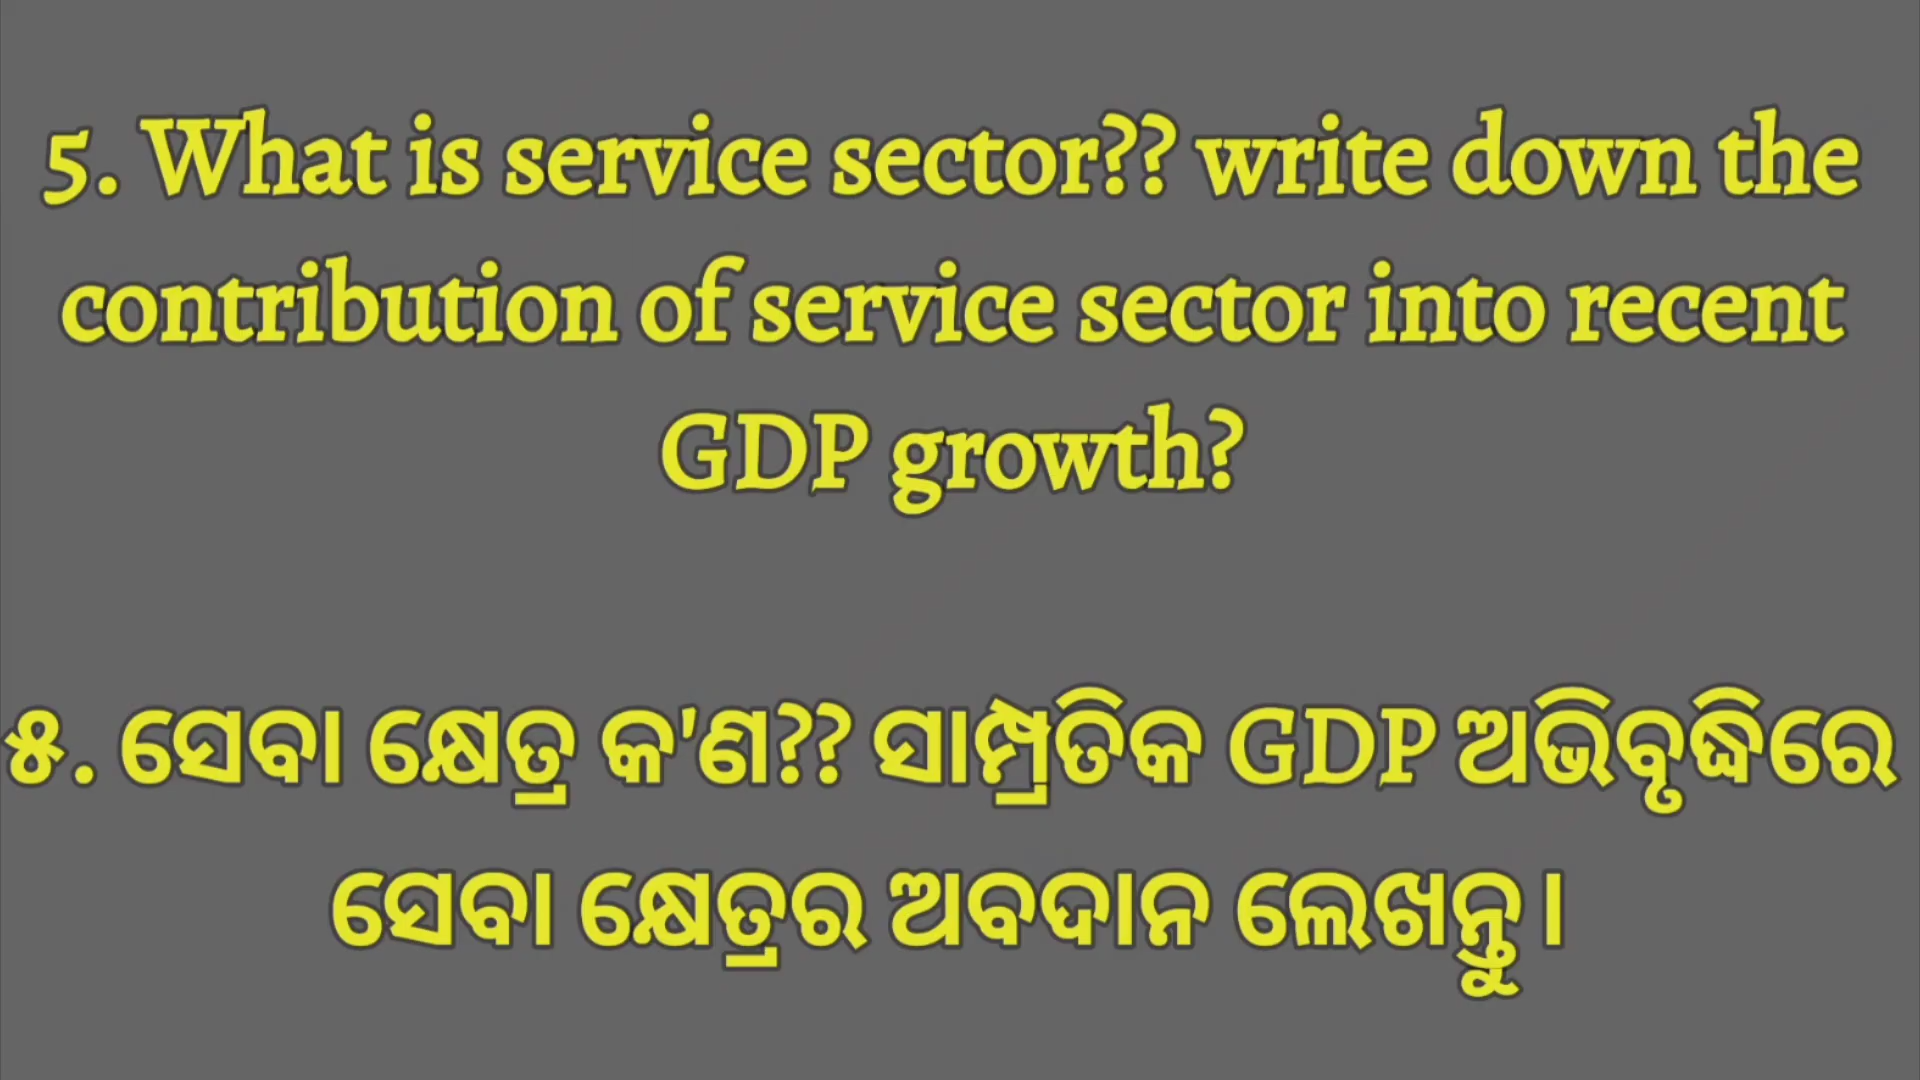 5. What is service sector?? write down the
contribution of service sector into recent
GDP growth?
୫. ସେବା କ୍ଷେତ୍ର କ'ଣ?? ସାମ୍ପ୍ରତିକ GDP ଅଭିବୃଦ୍ଧିରେ
ସେବା କ୍ଷେତ୍ରର ଅବଦାନ ଲେଖନ୍ତୁ।